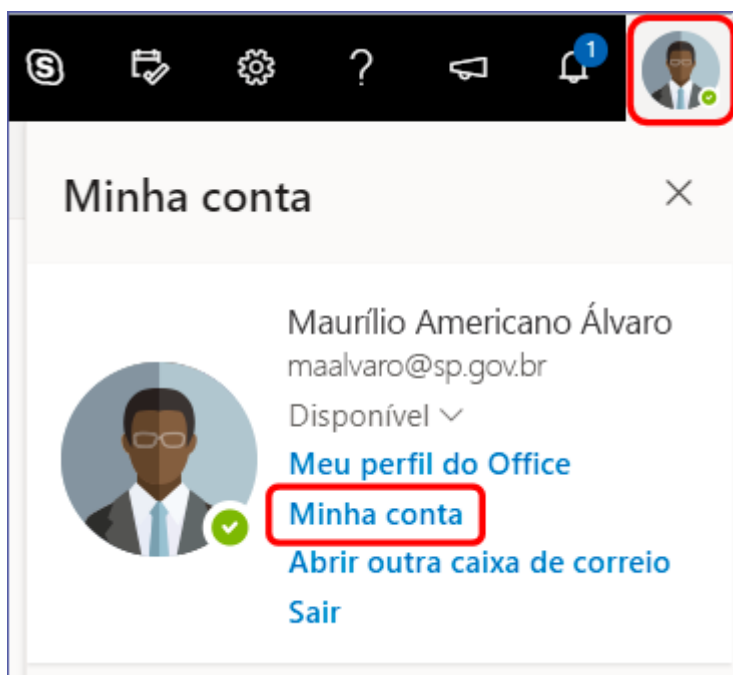 1
Minha conta
Maurílio Americano Álvaro
maalvaro@sp.gov.br
Disponível
Meu perfil do Office
Minha conta
Abrir outra caixa de correio
Sair